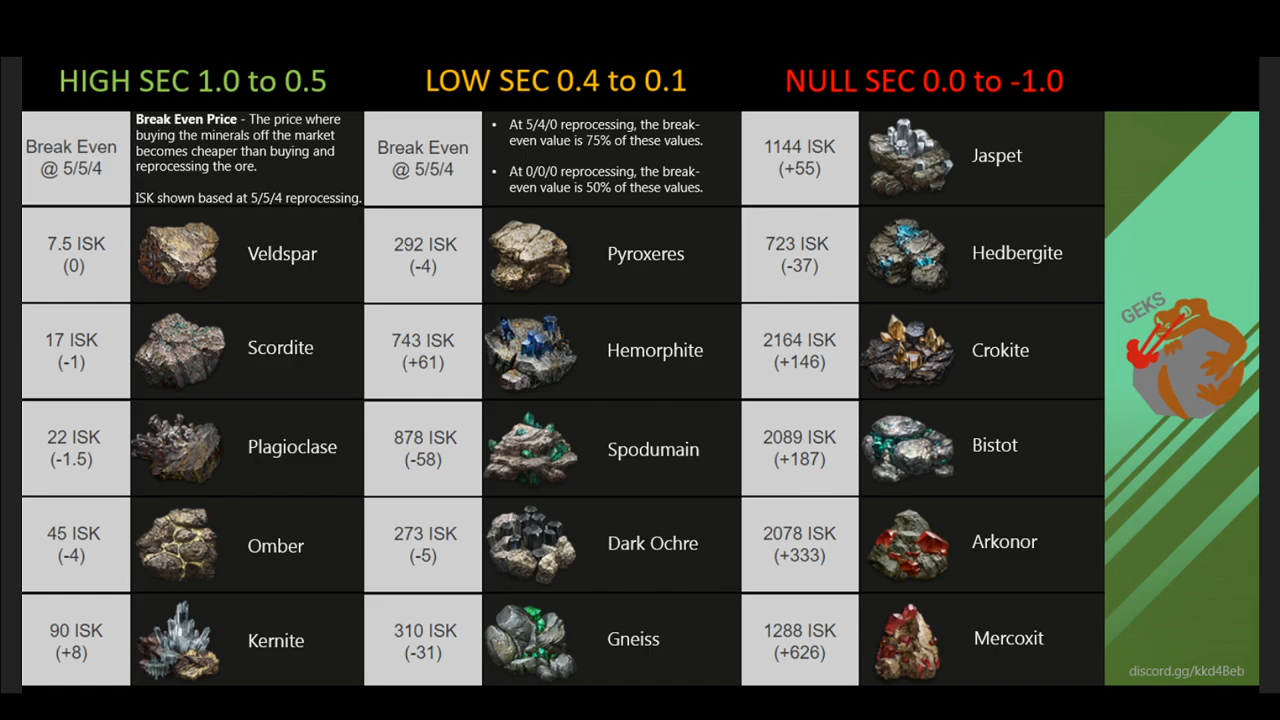 HIGH SEC 1.0 to 0.5
LOW SEC 0.4 to 0.1
NULL SEC 0.0 to -1.0
Break Even
@ 5/5/4
Break Even Price - The price where
buying the minerals off the market
becomes cheaper than buying and
reprocessing the ore.
ISK shown based at 5/5/4 reprocessing.
Break Even
@ 5/5/4
• At 5/4/0 reprocessing, the break-
even value is 75% of these values.
• At 0/0/0 reprocessing, the break-
even value is 50% of these values.
1144 ISK
(+55)
Jaspet
7.5 ISK
(0)
Veldspar
292 ISK
(-4)
Pyroxeres
723 ISK
(-37)
Hedbergite
17 ISK
(-1)
Scordite
743 ISK
(+61)
Hemorphite
2164 ISK
(+146)
Crokite
22 ISK
(-1.5)
Plagioclase
878 ISK
(-58)
Spodumain
2089 ISK
(+187)
Bistot
45 ISK
(-4)
Omber
273 ISK
(-5)
Dark Ochre
2078 ISK
(+333)
Arkonor
90 ISK
(+8)
Kernite
310 ISK
(-31)
Gneiss
1288 ISK
(+626)
Mercoxit
GEKS
discord.gg/kkd4Beb